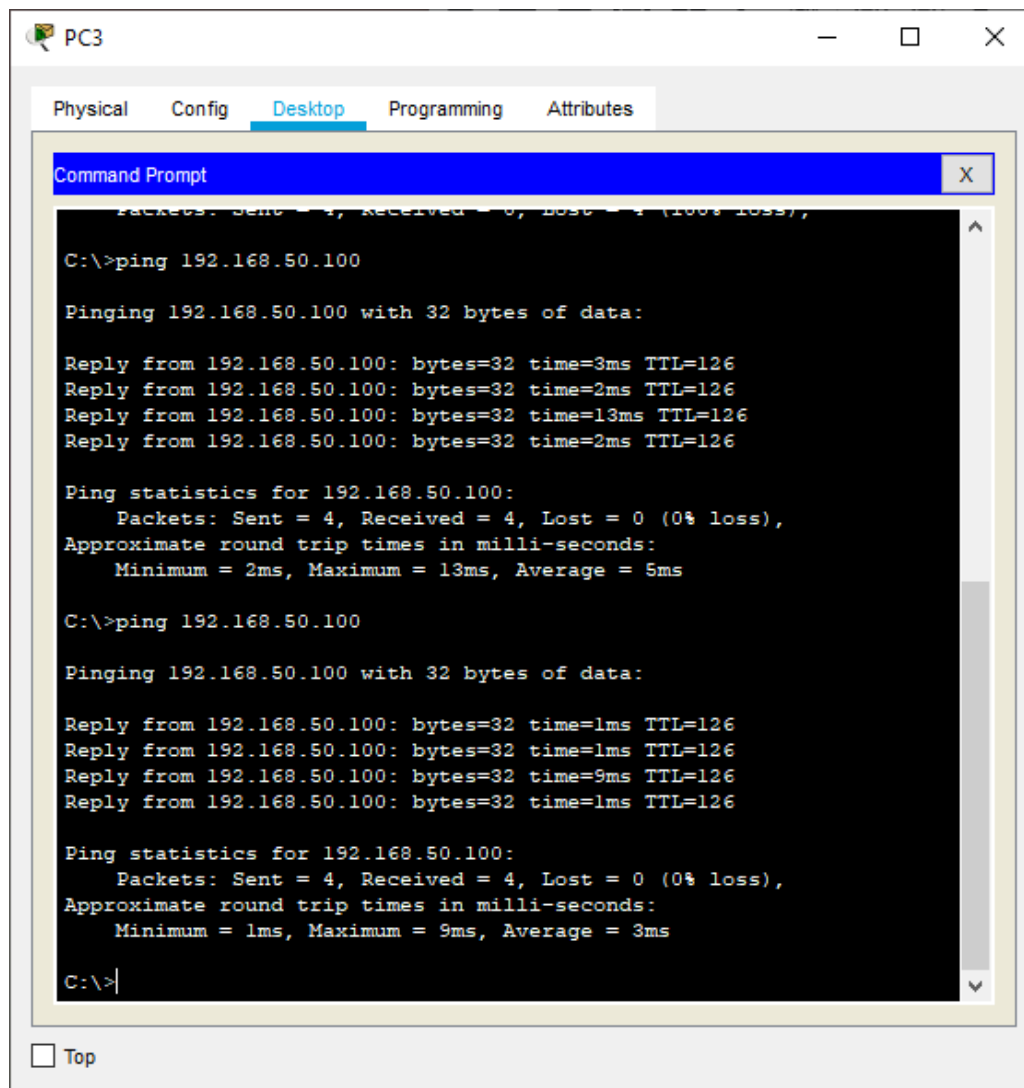 PC3
Physical Config Desktop Programming Attributes
Command Prompt X
Packets: Sent = 4, Received = 0, Lost = 4 (100% loss),
C:\>ping 192.168.50.100
Pinging 192.168.50.100 with 32 bytes of data:
Reply from 192.168.50.100: bytes=32 time=3ms TTL=126
Reply from 192.168.50.100: bytes=32 time=2ms TTL=126
Reply from 192.168.50.100: bytes=32 time=13ms TTL=126
Reply from 192.168.50.100: bytes=32 time=2ms TTL=126
Ping statistics for 192.168.50.100:
Packets: Sent = 4, Received = 4, Lost = 0 (0% loss),
Approximate round trip times in milli-seconds:
Minimum = 2ms, Maximum = 13ms, Average = 5ms
C:\>ping 192.168.50.100
Pinging 192.168.50.100 with 32 bytes of data:
Reply from 192.168.50.100: bytes=32 time=1ms TTL=126
Reply from 192.168.50.100: bytes=32 time=1ms TTL=126
Reply from 192.168.50.100: bytes=32 time=9ms TTL=126
Reply from 192.168.50.100: bytes=32 time=1ms TTL=126
Ping statistics for 192.168.50.100:
Packets: Sent = 4, Received = 4, Lost = 0 (0% loss),
Approximate round trip times in milli-seconds:
Minimum = 1ms, Maximum = 9ms, Average = 3ms
C:\>
Top